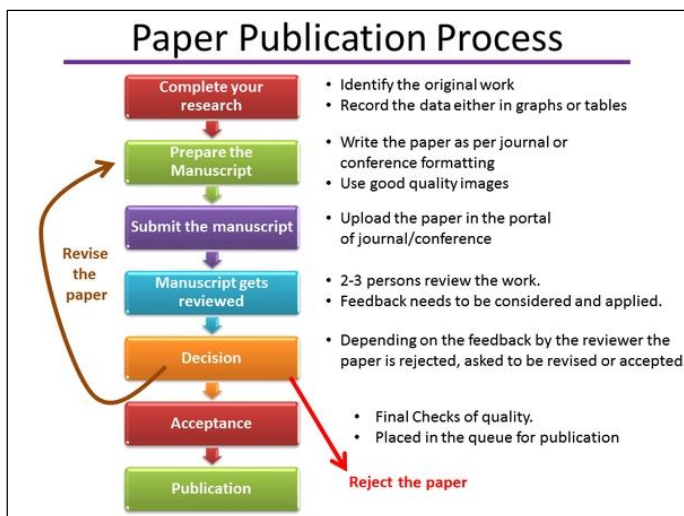 Paper Publication Process
Complete your
research
• Identify the original work
• Record the data either in graphs or tables
Prepare the
Manuscript
• Write the paper as per journal or
conference formatting
• Use good quality images
Submit the manuscript
• Upload the paper in the portal
of journal/conference
Revise
the
paper
Manuscript gets
reviewed
• 2-3 persons review the work.
• Feedback needs to be considered and applied.
Decision
• Depending on the feedback by the reviewer the
paper is rejected, asked to be revised or accepted
Acceptance
• Final Checks of quality.
• Placed in the queue for publication
Reject the paper
Publication